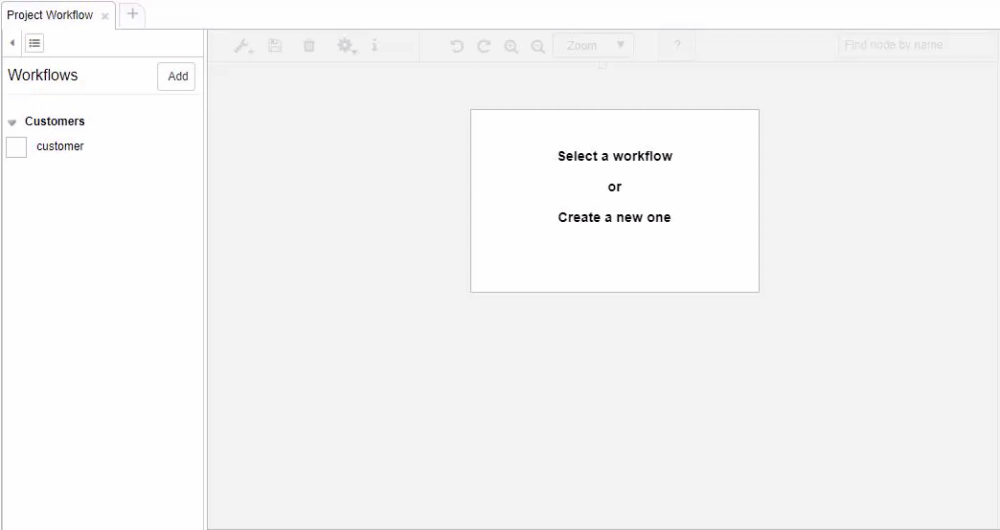 Project Workflow
Zoom
?
Find node by name
Workflows
Add
Customers
customer
Select a workflow
or
Create a new one